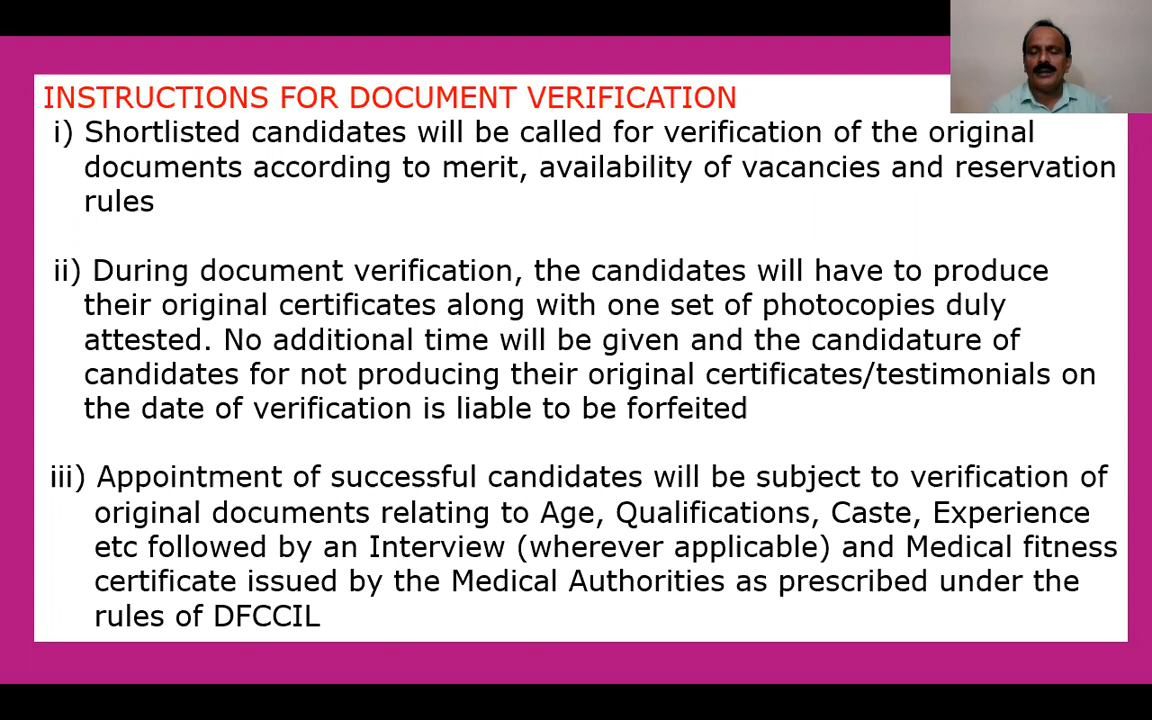 INSTRUCTIONS FOR DOCUMENT VERIFICATION
i) Shortlisted candidates will be called for verification of the original
documents according to merit, availability of vacancies and reservation
rules
ii) During document verification, the candidates will have to produce
their original certificates along with one set of photocopies duly
attested. No additional time will be given and the candidature of
candidates for not producing their original certificates/testimonials on
the date of verification is liable to be forfeited
iii) Appointment of successful candidates will be subject to verification of
original documents relating to Age, Qualifications, Caste, Experience
etc followed by an Interview (wherever applicable) and Medical fitness
certificate issued by the Medical Authorities as prescribed under the
rules of DFCCIL